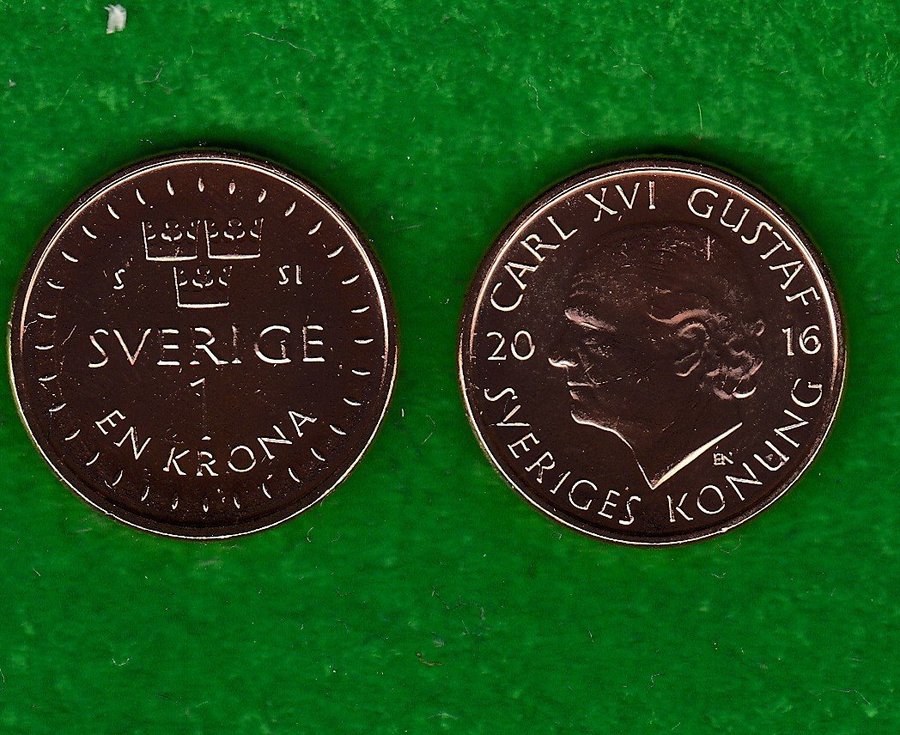 S SI
SVERIGE
1
EN KRONA
CARL XVI GUSTAF
20 16
SVERIGES KONUNG
EN